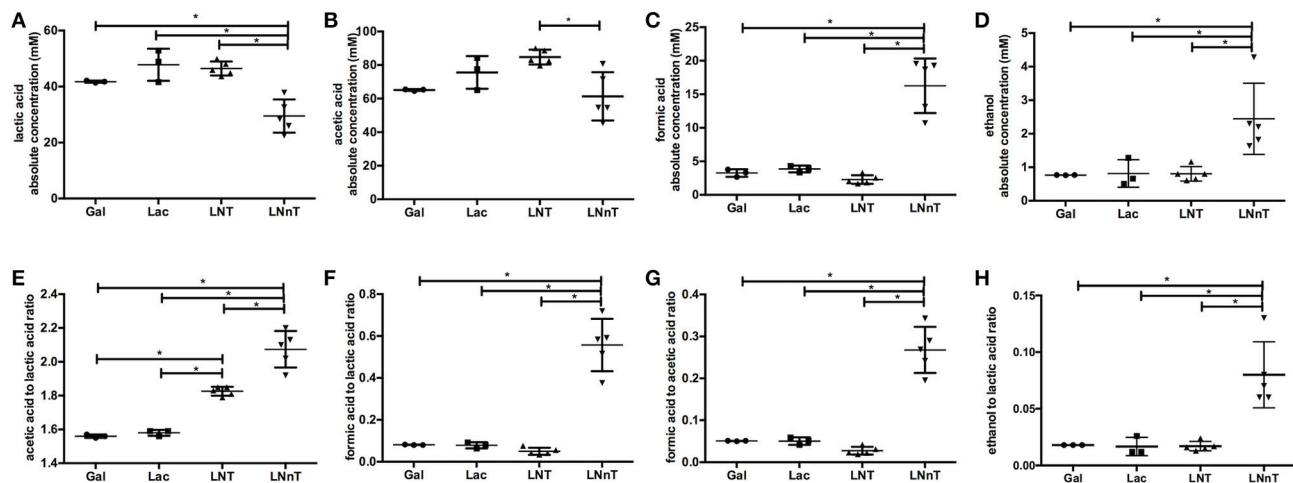 A
lactic acid
absolute concentration (mM)
60
40
20
0
*
*
*
Gal Lac LNT LNnT
B
acetic acid
absolute concentration (mM)
100
80
60
40
20
0
*
Gal Lac LNT LNnT
C
formic acid
absolute concentration (mM)
25
20
15
10
5
0
*
*
*
Gal Lac LNT LNnT
D
ethanol
absolute concentration (mM)
5
4
3
2
1
0
*
*
*
Gal Lac LNT LNnT
E
acetic acid to lactic acid ratio
2.4
2.2
2.0
1.8
1.6
1.4
*
*
*
*
*
Gal Lac LNT LNnT
F
formic acid to lactic acid ratio
0.8
0.6
0.4
0.2
0.0
*
*
*
Gal Lac LNT LNnT
G
formic acid to acetic acid ratio
0.4
0.3
0.2
0.1
0.0
*
*
*
Gal Lac LNT LNnT
H
ethanol to lactic acid ratio
0.15
0.10
0.05
0.00
*
*
*
Gal Lac LNT LNnT